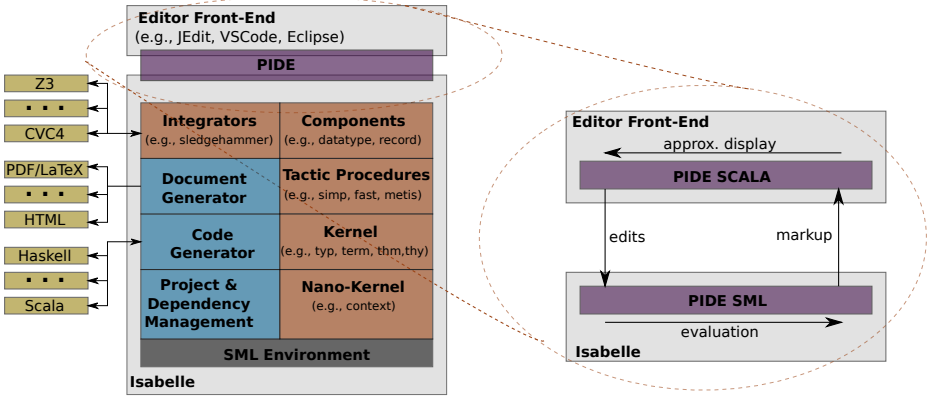 Editor Front-End
(e.g., JEdit, VSCode, Eclipse)
PIDE
Z3
. . .
CVC4
PDF/LaTeX
. . .
HTML
Haskell
. . .
Scala
Integrators
(e.g., sledgehammer)
Components
(e.g., datatype, record)
Document
Generator
Tactic Procedures
(e.g., simp, fast, metis)
Code
Generator
Kernel
(e.g., typ, term, thm,thy)
Project &
Dependency
Management
Nano-Kernel
(e.g., context)
SML Environment
Isabelle
Editor Front-End
approx. display
PIDE SCALA
edits
markup
PIDE SML
evaluation
Isabelle